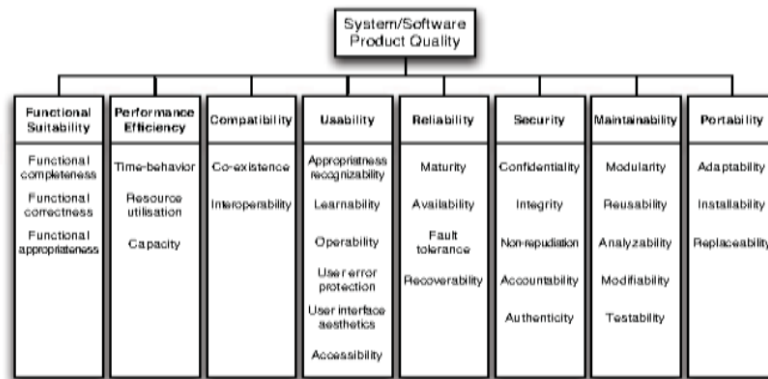 System/Software
Product Quality
Functional
Suitability
Functional
completeness
Functional
correctness
Functional
appropriateness
Performance
Efficiency
Time-behavior
Resource
utilisation
Capacity
Compatibility
Co-existence
Interoperability
Usability
Appropriatness
recognizability
Learnability
Operability
User error
protection
User interface
aesthetics
Accessibility
Reliability
Maturity
Availability
Fault
tolerance
Recoverability
Security
Confidentiality
Integrity
Non-repudiation
Accountability
Authenticity
Maintainability
Modularity
Reusability
Analyzability
Modifiability
Testability
Portability
Adaptability
Installability
Replaceability